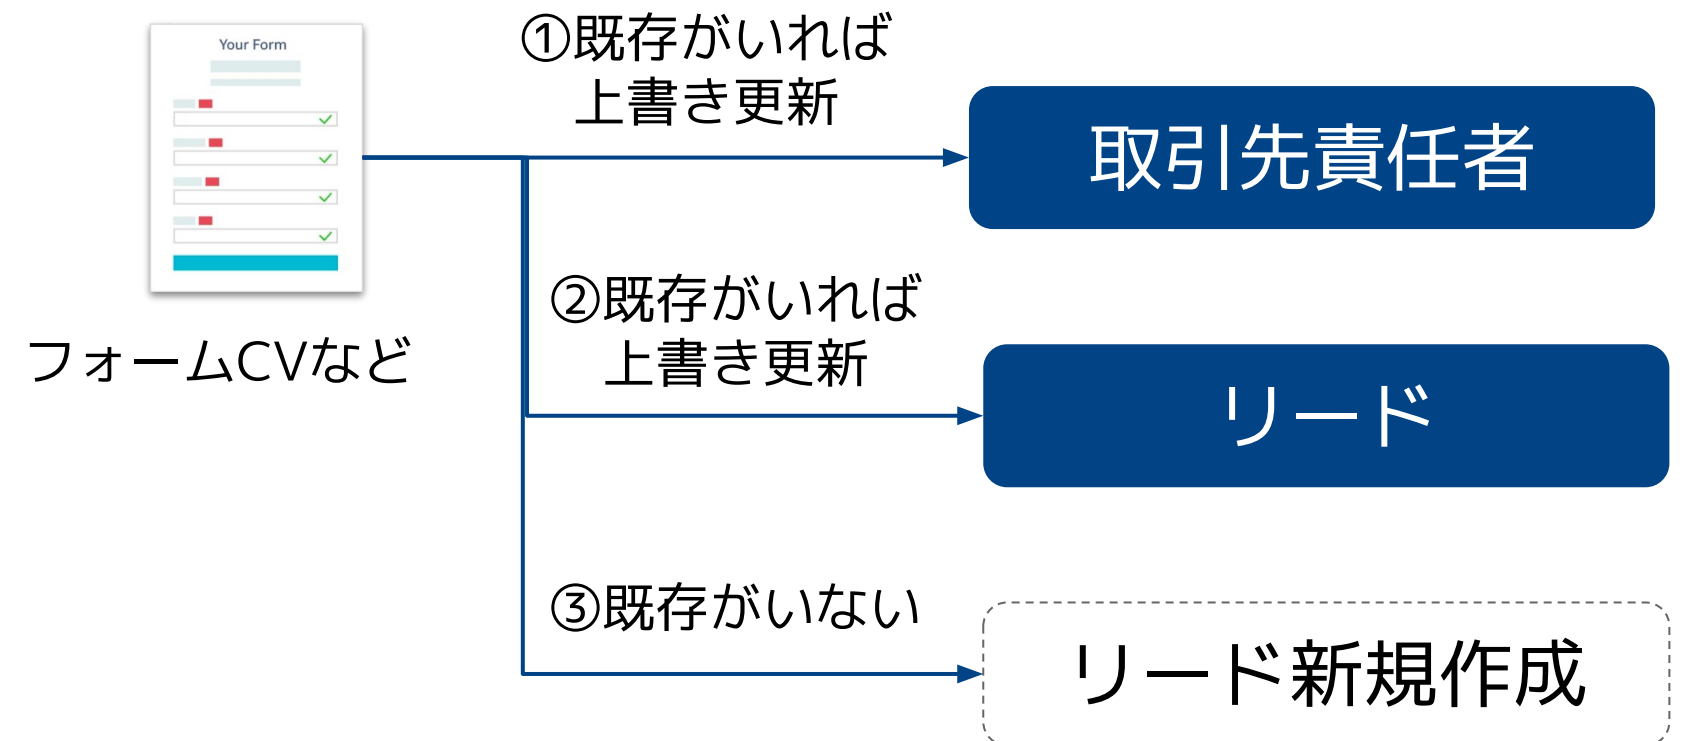 Your Form
フォームCVなど
①既存がいれば
上書き更新
取引先責任者
②既存がいれば
上書き更新
リード
③既存がいない
リード新規作成